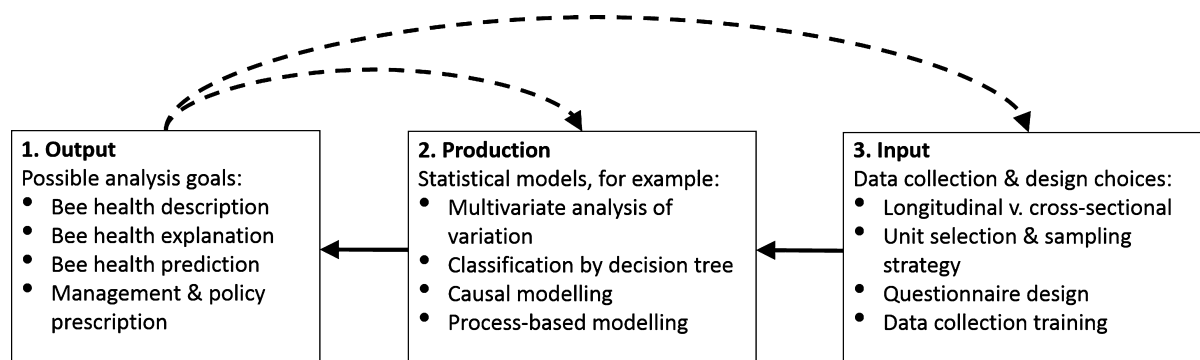 1. Output
Possible analysis goals:
• Bee health description
• Bee health explanation
• Bee health prediction
• Management & policy
prescription
2. Production
Statistical models, for example:
• Multivariate analysis of
variation
• Classification by decision tree
• Causal modelling
• Process-based modelling
3. Input
Data collection & design choices:
• Longitudinal v. cross-sectional
• Unit selection & sampling
strategy
• Questionnaire design
• Data collection training